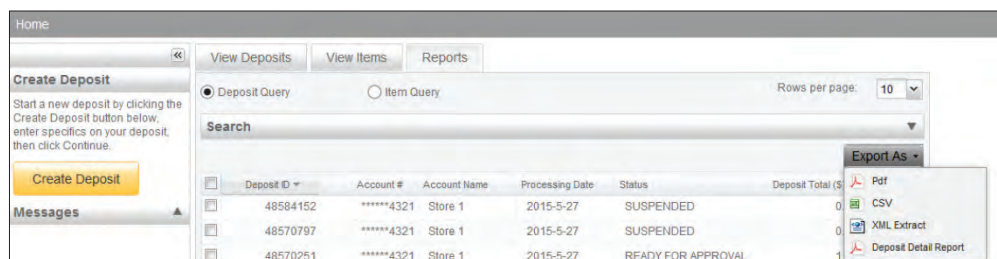 Home
View Deposits View Items Reports
Create Deposit
Start a new deposit by clicking the
Create Deposit button below,
enter specifics on your deposit,
then click Continue.
Create Deposit
Messages
Deposit Query Item Query Rows per page: 10
Search
Export As
Pdf
CSV
XML Extract
Deposit Detail Report
Deposit ID Account # Account Name Processing Date Status Deposit Total ($
48584152 ******4321 Store 1 2015-5-27 SUSPENDED 0.
48570797 ******4321 Store 1 2015-5-27 SUSPENDED 0.
48570251 ******4321 Store 1 2015-5-27 READY FOR APPROVAL 1